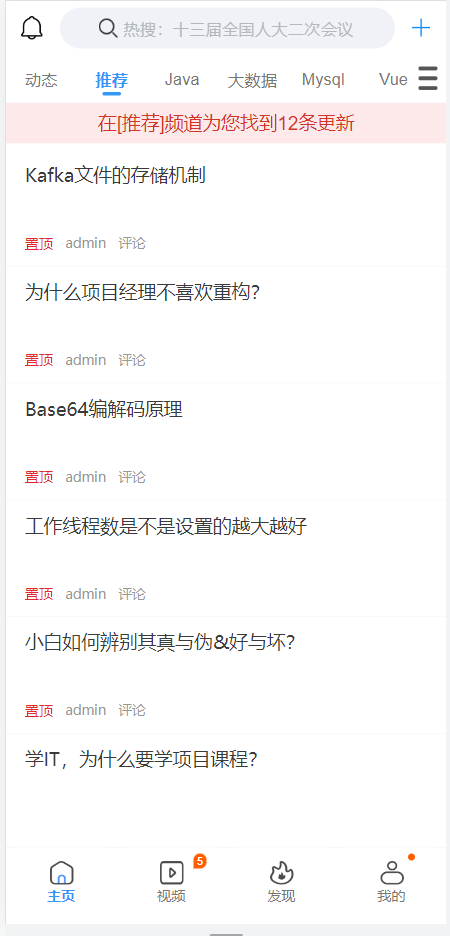 热搜：十三届全国人大二次会议
动态 推荐 Java 大数据 Mysql Vue
在[推荐]频道为您找到12条更新
Kafka文件的存储机制
置顶 admin 评论
为什么项目经理不喜欢重构?
置顶 admin 评论
Base64编解码原理
置顶 admin 评论
工作线程数是不是设置的越大越好
置顶 admin 评论
小白如何辨别其真与伪&好与坏?
置顶 admin 评论
学IT，为什么要学项目课程?
5
主页 视频 发现 我的